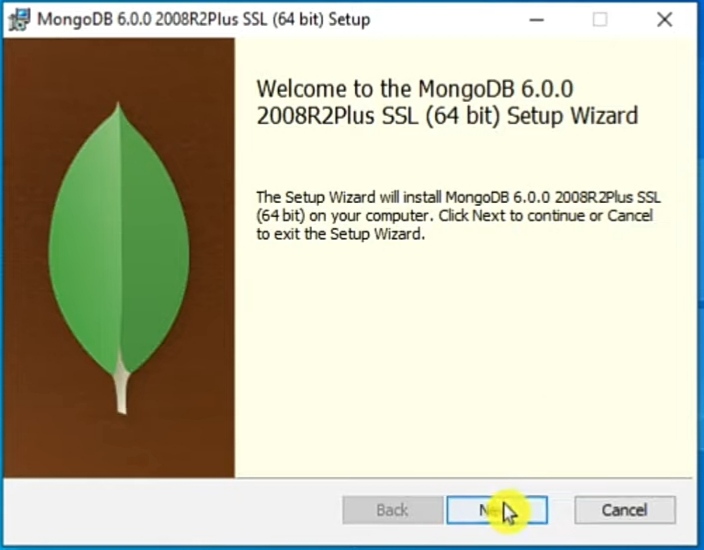 MongoDB 6.0.0 2008R2Plus SSL (64 bit) Setup
Welcome to the MongoDB 6.0.0
2008R2Plus SSL (64 bit) Setup Wizard
The Setup Wizard will install MongoDB 6.0.0 2008R2Plus SSL
(64 bit) on your computer. Click Next to continue or Cancel
to exit the Setup Wizard.
Back
Cancel